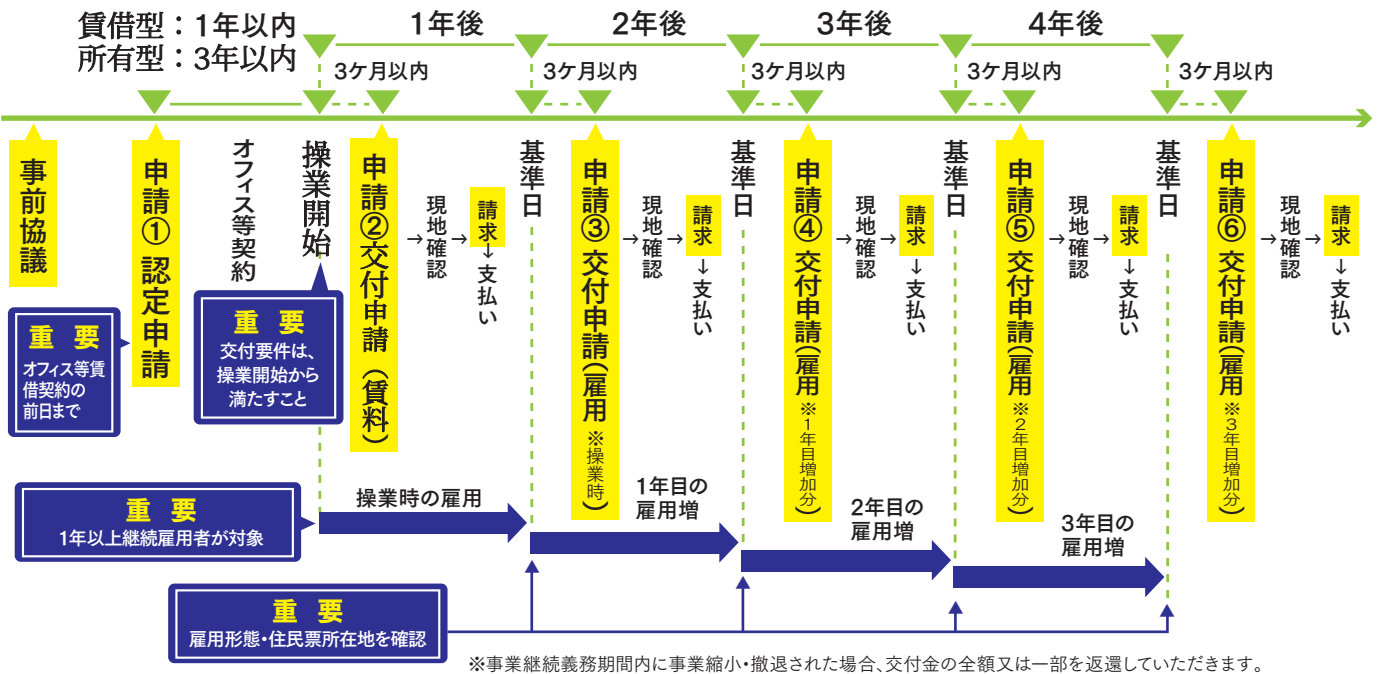 賃借型：1年以内
所有型：3年以内
1年後
2年後
3年後
4年後
3ケ月以内
3ケ月以内
3ケ月以内
3ケ月以内
3ケ月以内
事前協議
申請① 認定申請
オフィス等契約
操業開始
申請②交付申請（賃料）
→現地確認→
請求
→支払い
基準日
申請③ 交付申請(雇用※操業時)
→現地確認→
請求
→支払い
基準日
申請④ 交付申請(雇用※1年目増加分)
→現地確認→
請求
→支払い
基準日
申請⑤ 交付申請(雇用※2年目増加分)
→現地確認→
請求
→支払い
基準日
申請⑥ 交付申請(雇用※3年目増加分)
→現地確認→
請求
→支払い
重 要
オフィス等賃
借契約の
前日まで
重 要
交付要件は、
操業開始から
満たすこと
重 要
1年以上継続雇用者が対象
操業時の雇用
1年目の
雇用増
2年目の
雇用増
3年目の
雇用増
重 要
雇用形態・住民票所在地を確認
※事業継続義務期間内に事業縮小・撤退された場合、交付金の全額又は一部を返還していただきます。